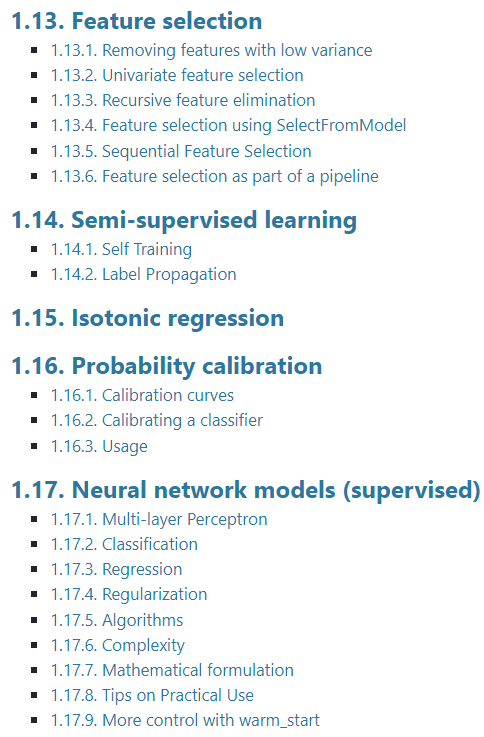 1.13. Feature selection
1.13.1. Removing features with low variance
1.13.2. Univariate feature selection
1.13.3. Recursive feature elimination
1.13.4. Feature selection using SelectFromModel
1.13.5. Sequential Feature Selection
1.13.6. Feature selection as part of a pipeline
1.14. Semi-supervised learning
1.14.1. Self Training
1.14.2. Label Propagation
1.15. Isotonic regression
1.16. Probability calibration
1.16.1. Calibration curves
1.16.2. Calibrating a classifier
1.16.3. Usage
1.17. Neural network models (supervised)
1.17.1. Multi-layer Perceptron
1.17.2. Classification
1.17.3. Regression
1.17.4. Regularization
1.17.5. Algorithms
1.17.6. Complexity
1.17.7. Mathematical formulation
1.17.8. Tips on Practical Use
1.17.9. More control with warm_start